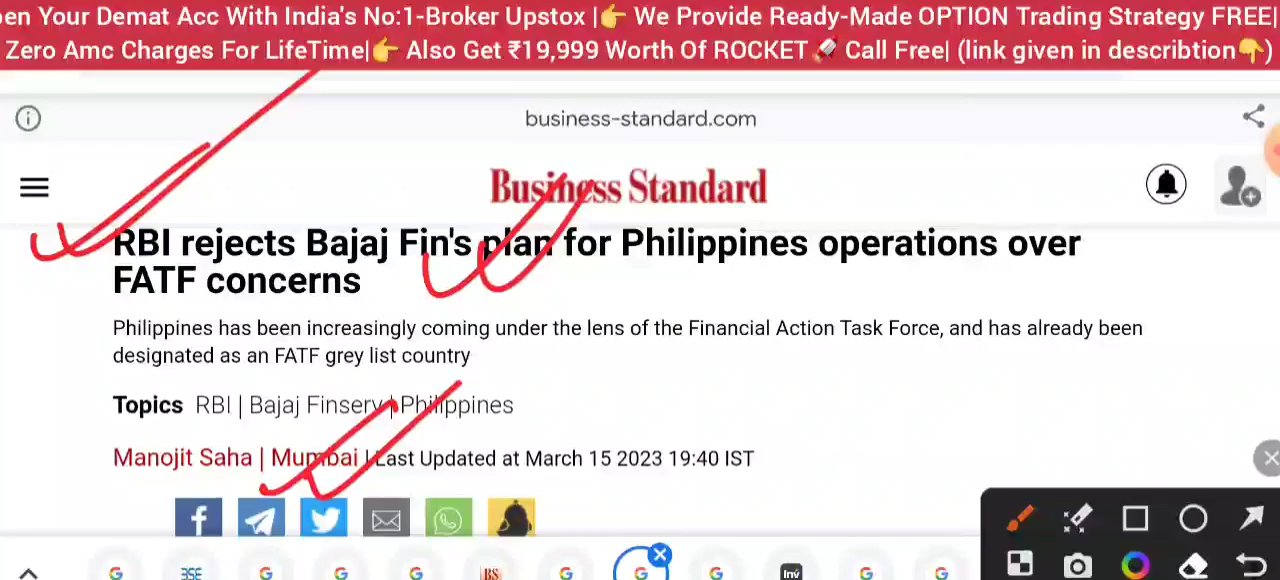 en Your Demat Acc With India's No:1-Broker Upstox |👉 We Provide Ready-Made OPTION Trading Strategy FREE|
Zero Amc Charges For LifeTime|👉 Also Get ₹19,999 Worth Of ROCKET🚀 Call Free| (link given in describtion👇)
business-standard.com
Business Standard
RBI rejects Bajaj Fin's plan for Philippines operations over
FATF concerns
Philippines has been increasingly coming under the lens of the Financial Action Task Force, and has already been
designated as an FATF grey list country
Topics RBI | Bajaj Finserv | Philippines
Manojit Saha | Mumbai | Last Updated at March 15 2023 19:40 IST
G BSE G G G BS G G G Inv G G